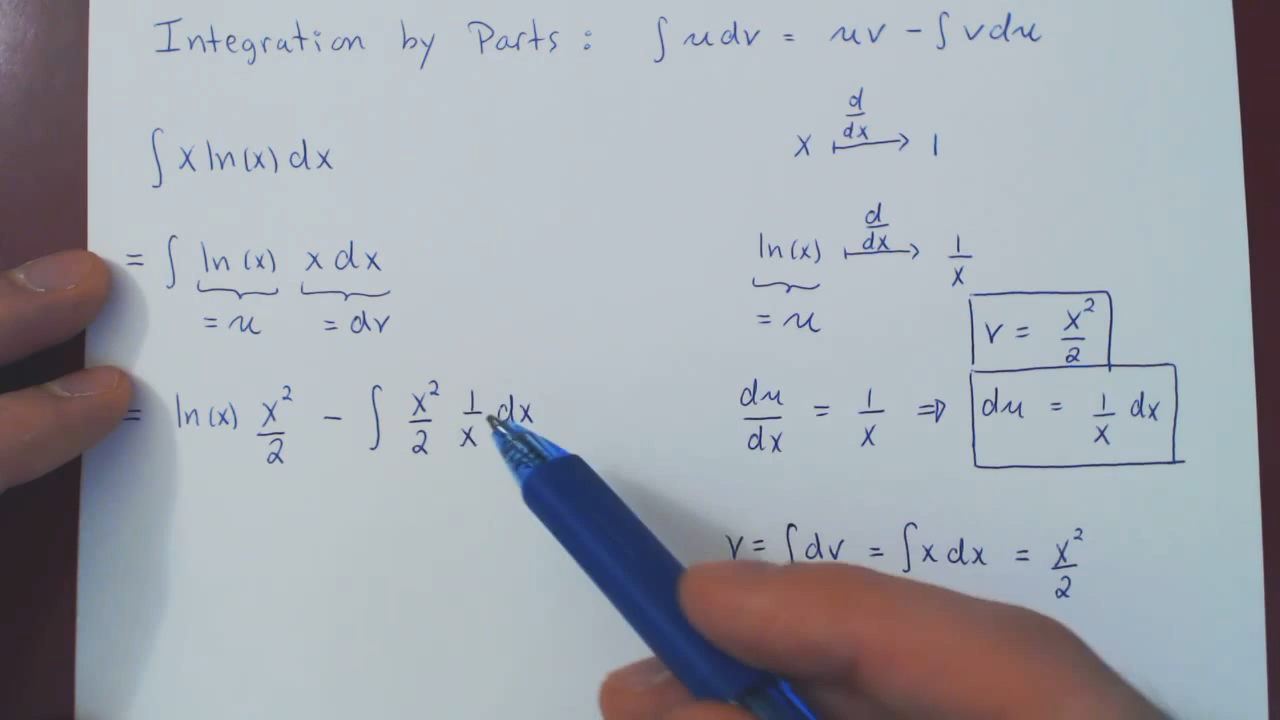 Integration by Parts: ∫ u dv = uv - ∫ v du
∫ x ln(x) dx
= ∫ ln(x) x dx
= u = dv
= ln(x) x²/2 - ∫ x²/2 1/x dx
x d/dx 1
ln(x) d/dx 1/x
= u
v = x²/2
du/dx = 1/x ⇒ du = 1/x dx
v = ∫ dv = ∫ x dx = x²/2